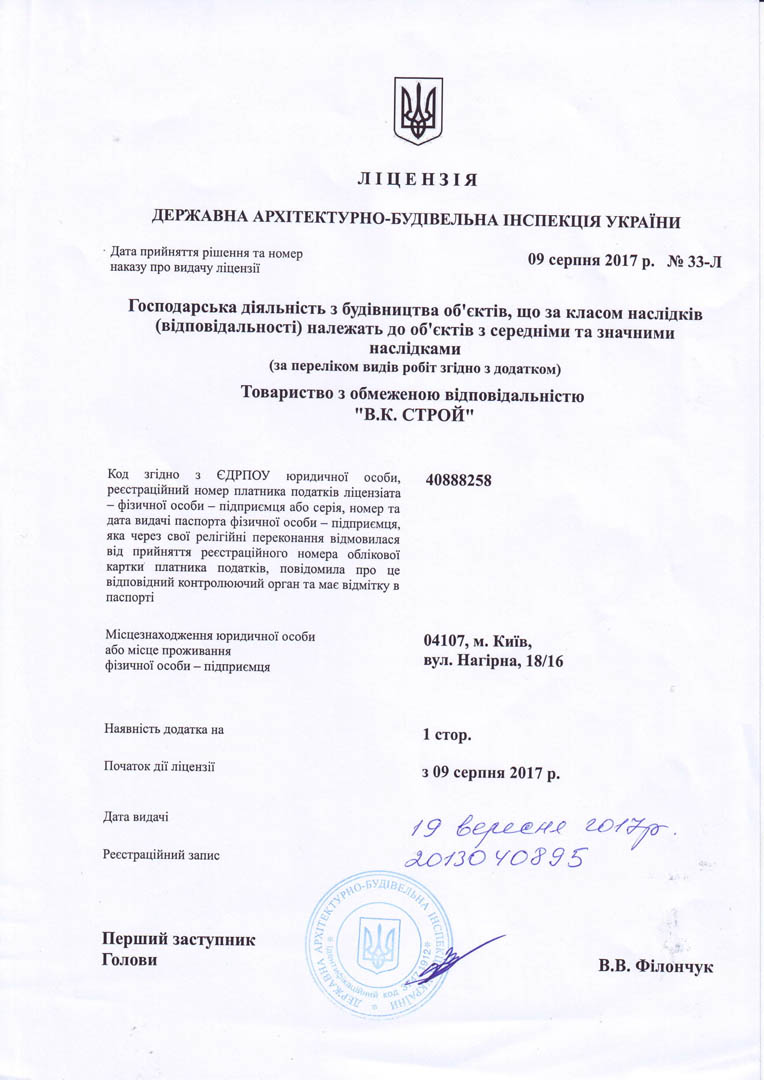 ЛІЦЕНЗІЯ
ДЕРЖАВНА АРХІТЕКТУРНО-БУДІВЕЛЬНА ІНСПЕКЦІЯ УКРАЇНИ
Дата прийняття рішення та номер
наказу про видачу ліцензії
09 серпня 2017 р. № 33-Л
Господарська діяльність з будівництва об'єктів, що за класом наслідків
(відповідальності) належать до об'єктів з середніми та значними
наслідками
(за переліком видів робіт згідно з додатком)
Товариство з обмеженою відповідальністю
"В.К. СТРОЙ"
Код згідно з ЄДРПОУ юридичної особи,
реєстраційний номер платника податків ліцензіата
– фізичної особи – підприємця або серія, номер та
дата видачі паспорта фізичної особи – підприємця,
яка через свої релігійні переконання відмовилася
від прийняття реєстраційного номера облікової
картки платника податків, повідомила про це
відповідний контролюючий орган та має відмітку в
паспорті
40888258
Місцезнаходження юридичної особи
або місце проживання
фізичної особи – підприємця
04107, м. Київ,
вул. Нагірна, 18/16
Наявність додатка на
1 стор.
Початок дії ліцензії
з 09 серпня 2017 р.
Дата видачі
19 вересня 2017р.
Реєстраційний запис
2013040895
ДЕРЖАВНА АРХІТЕКТУРНО-БУДІВЕЛЬНА ІНСПЕКЦІЯ УКРАЇНИ
Ідентифікаційний код
Перший заступник
Голови
В.В. Філончук